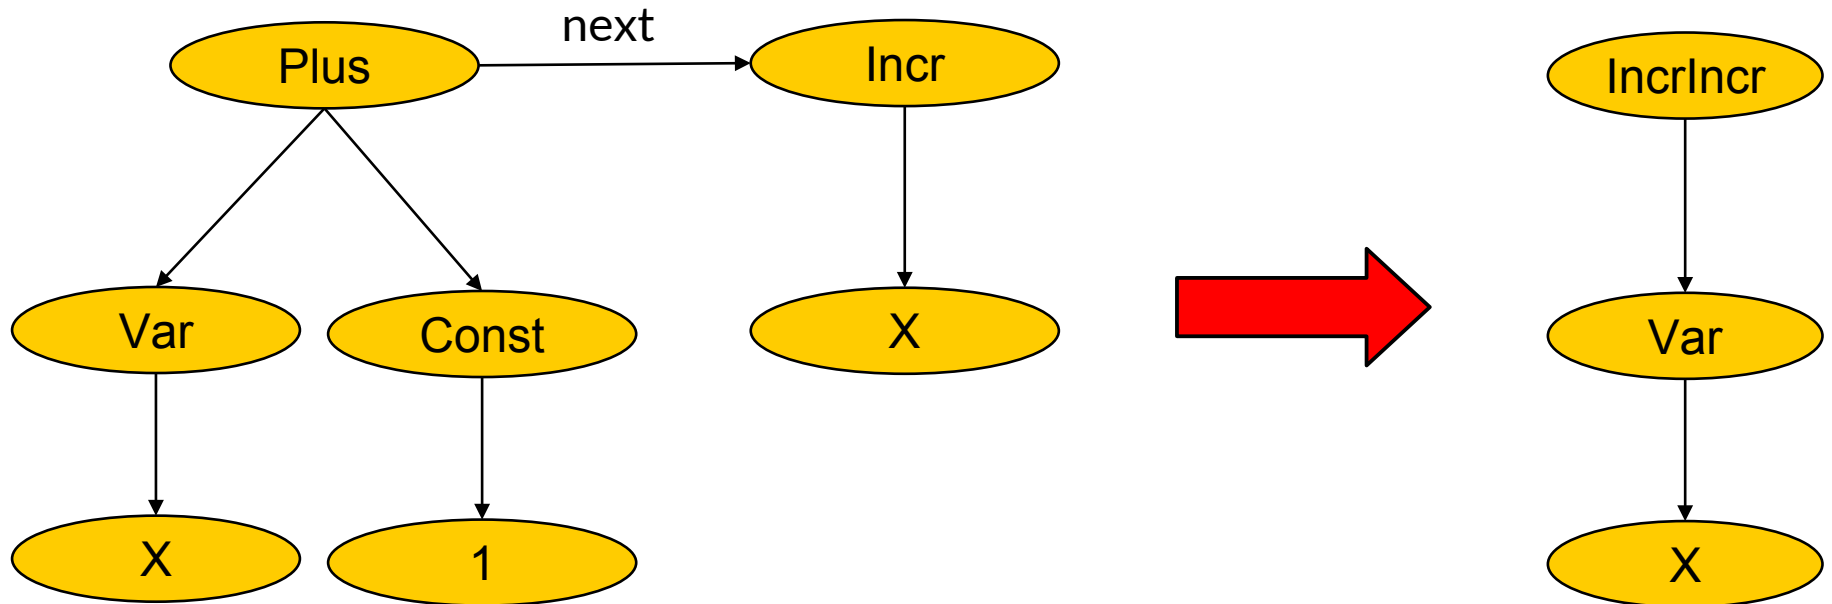 next
Plus
Incr
IncrIncr
Var
Const
X
Var
X
1
X